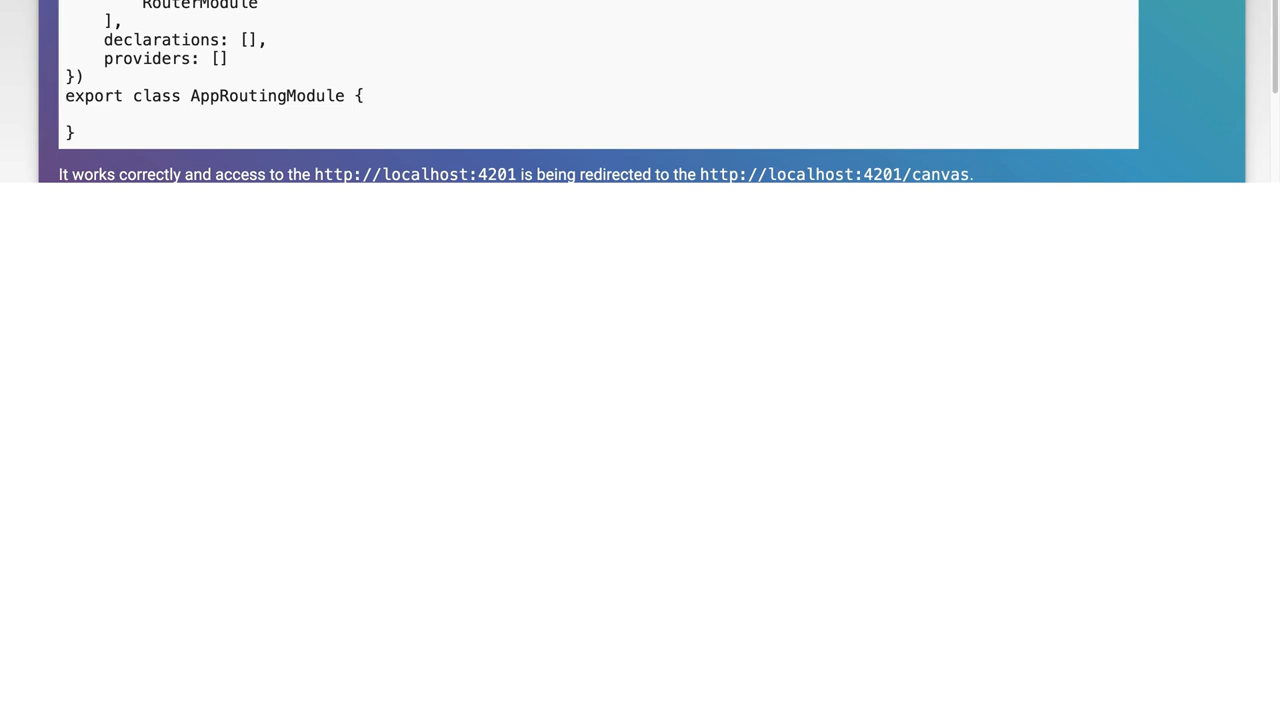 RouterModule
],
declarations: [],
providers: []
})
export class AppRoutingModule {
}
It works correctly and access to the http://localhost:4201 is being redirected to the http://localhost:4201/canvas.